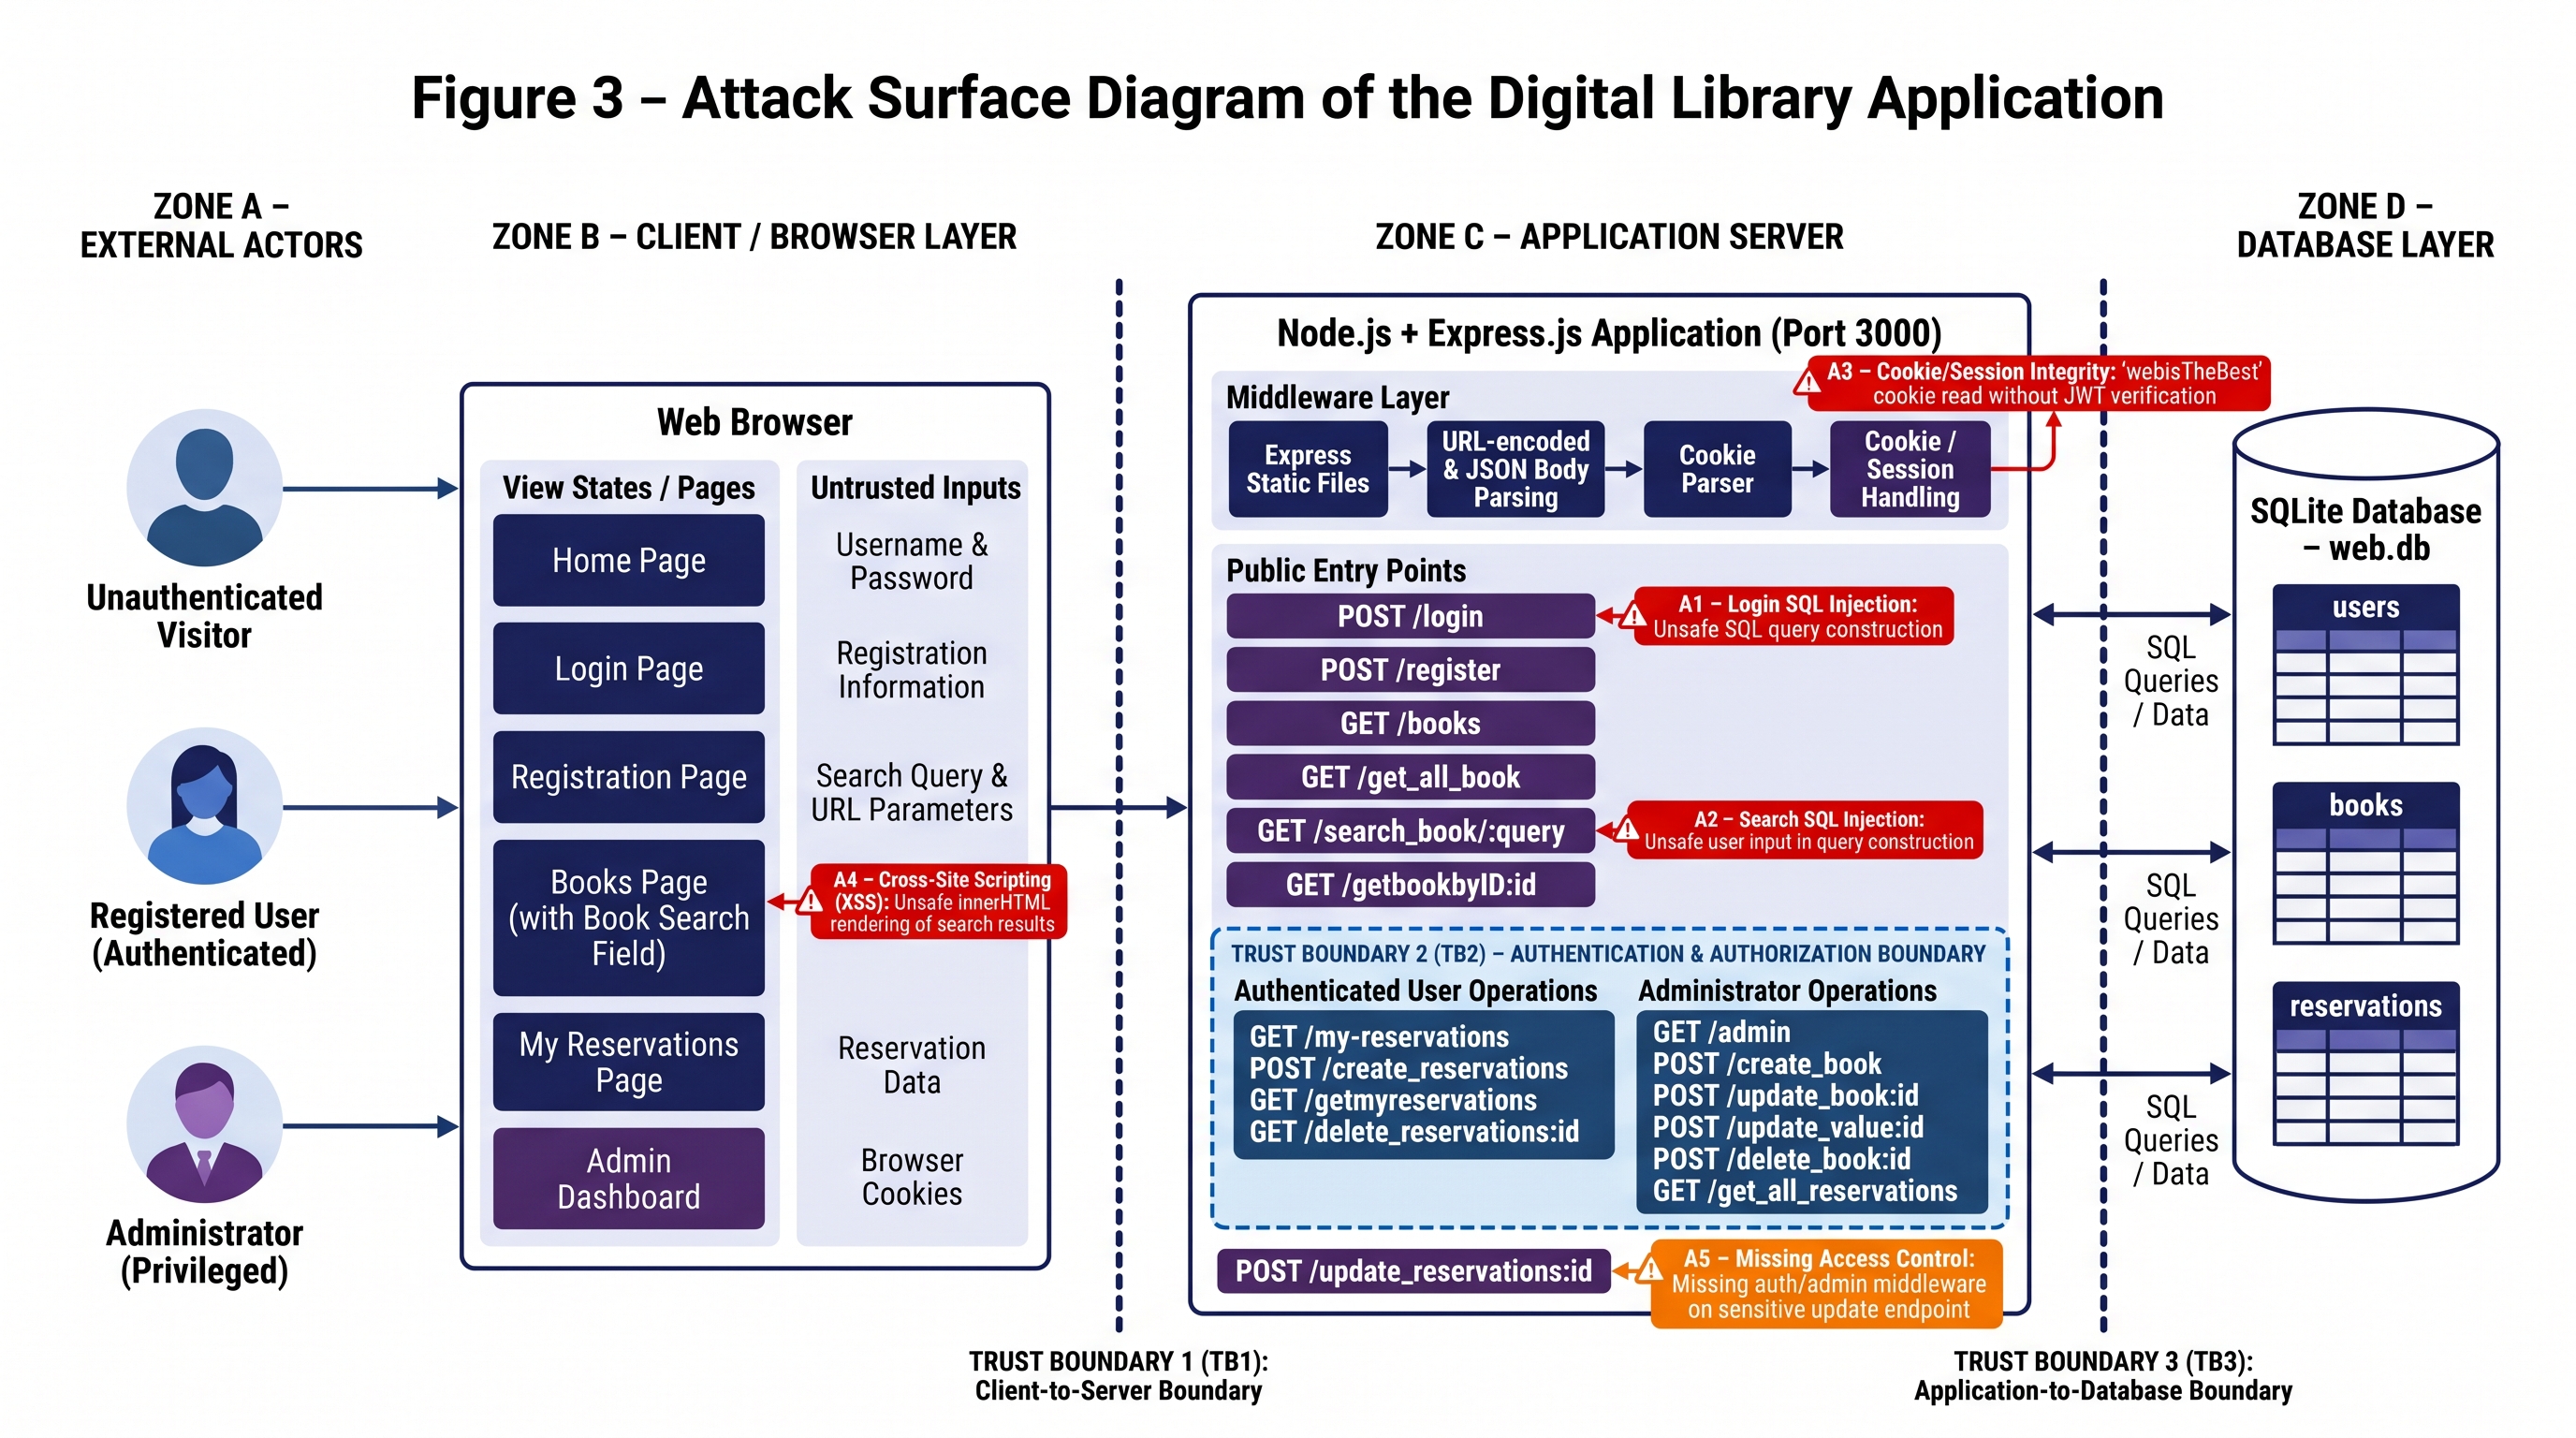 Figure 3 – Attack Surface Diagram of the Digital Library Application
ZONE A –
EXTERNAL ACTORS
Unauthenticated
Visitor
Registered User
(Authenticated)
Administrator
(Privileged)
ZONE B – CLIENT / BROWSER LAYER
Web Browser
View States / Pages
Home Page
Login Page
Registration Page
Books Page
(with Book Search
Field)
My Reservations
Page
Admin
Dashboard
Untrusted Inputs
Username &
Password
Registration
Information
Search Query &
URL Parameters
A4 – Cross-Site Scripting
(XSS): Unsafe innerHTML
rendering of search results
Reservation
Data
Browser
Cookies
TRUST BOUNDARY 1 (TB1):
Client-to-Server Boundary
ZONE C – APPLICATION SERVER
Node.js + Express.js Application (Port 3000)
Middleware Layer
Express
Static Files
URL-encoded
& JSON Body
Parsing
Cookie
Parser
Cookie /
Session
Handling
A3 – Cookie/Session Integrity: ‘webisTheBest’
cookie read without JWT verification
Public Entry Points
POST /login
A1 – Login SQL Injection:
Unsafe SQL query construction
POST /register
GET /books
GET /get_all_book
GET /search_book/:query
A2 – Search SQL Injection:
Unsafe user input in query construction
GET /getbookbyID:id
TRUST BOUNDARY 2 (TB2) – AUTHENTICATION & AUTHORIZATION BOUNDARY
Authenticated User Operations
GET /my-reservations
POST /create_reservations
GET /getmyreservations
GET /delete_reservations:id
Administrator Operations
GET /admin
POST /create_book
POST /update_book:id
POST /update_value:id
POST /delete_book:id
GET /get_all_reservations
POST /update_reservations:id
A5 – Missing Access Control:
Missing auth/admin middleware
on sensitive update endpoint
SQL
Queries
/ Data
SQL
Queries
/ Data
SQL
Queries
/ Data
TRUST BOUNDARY 3 (TB3):
Application-to-Database Boundary
ZONE D –
DATABASE LAYER
SQLite Database
– web.db
users
books
reservations